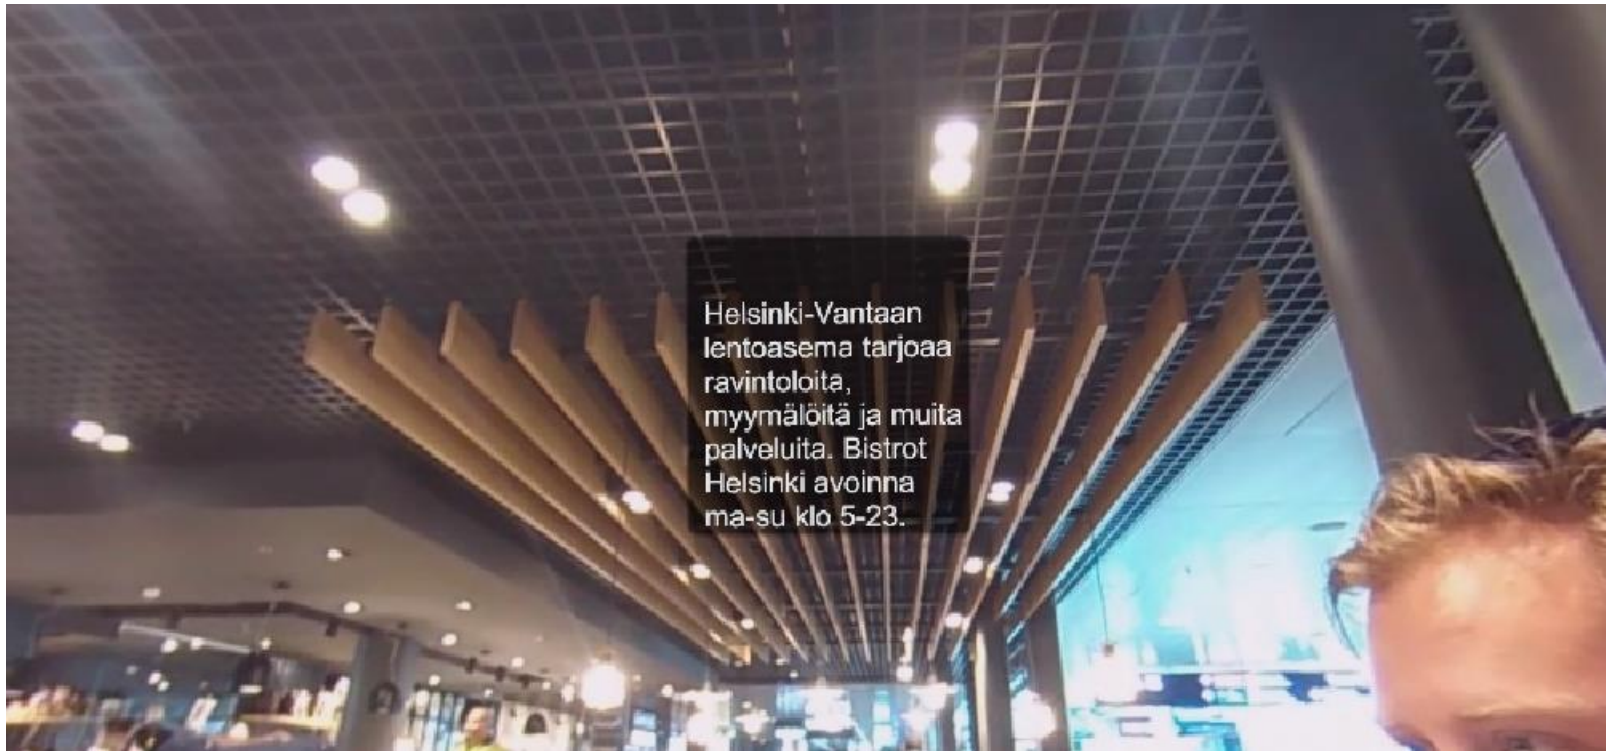 Helsinki-Vantaan
lentoasema tarjoaa
ravintoloita,
myymälöitä ja muita
palveluita. Bistrot
Helsinki avoinna
ma-su klo 5-23.